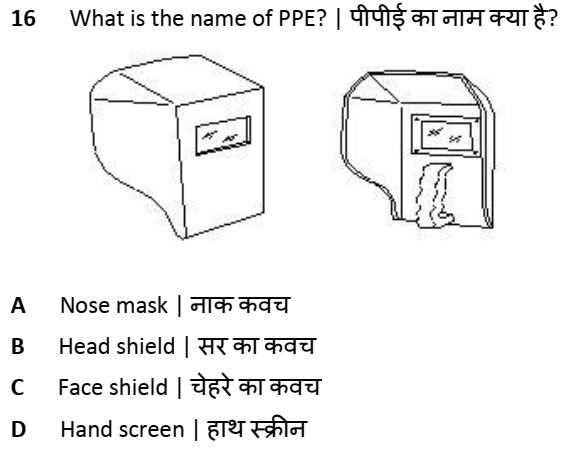 16 What is the name of PPE? | पीपीई का नाम क्या है?
A Nose mask | नाक कवच
B Head shield | सर का कवच
C Face shield | चेहरे का कवच
D Hand screen | हाथ स्क्रीन